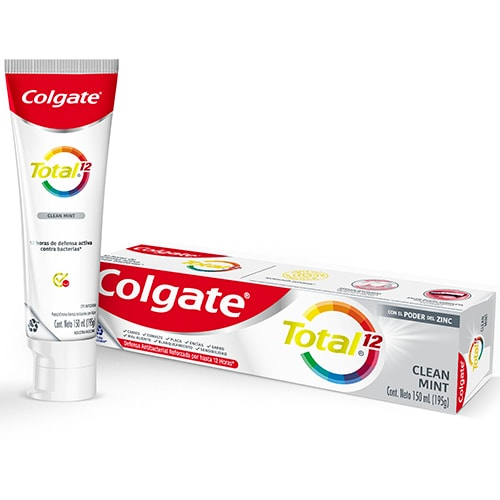 Colgate®
Total 12
CLEAN MINT
horas de defensa activa
contra bacterias*
Cont. Neto 150 ml (195g)
Colgate®
✓CARIES ✓ESMALTE ✓PLACA ✓ENCÍAS ✓SARRO
✓MAL ALIENTO ✓BLANQUEAMIENTO ✓SENSIBILIDAD
Defensa Antibacterial Reforzada por hasta 12 Horas*
Total 12
CON EL PODER DEL ZINC
CLEAN
MINT
Cont. Neto 150 mL (195g)